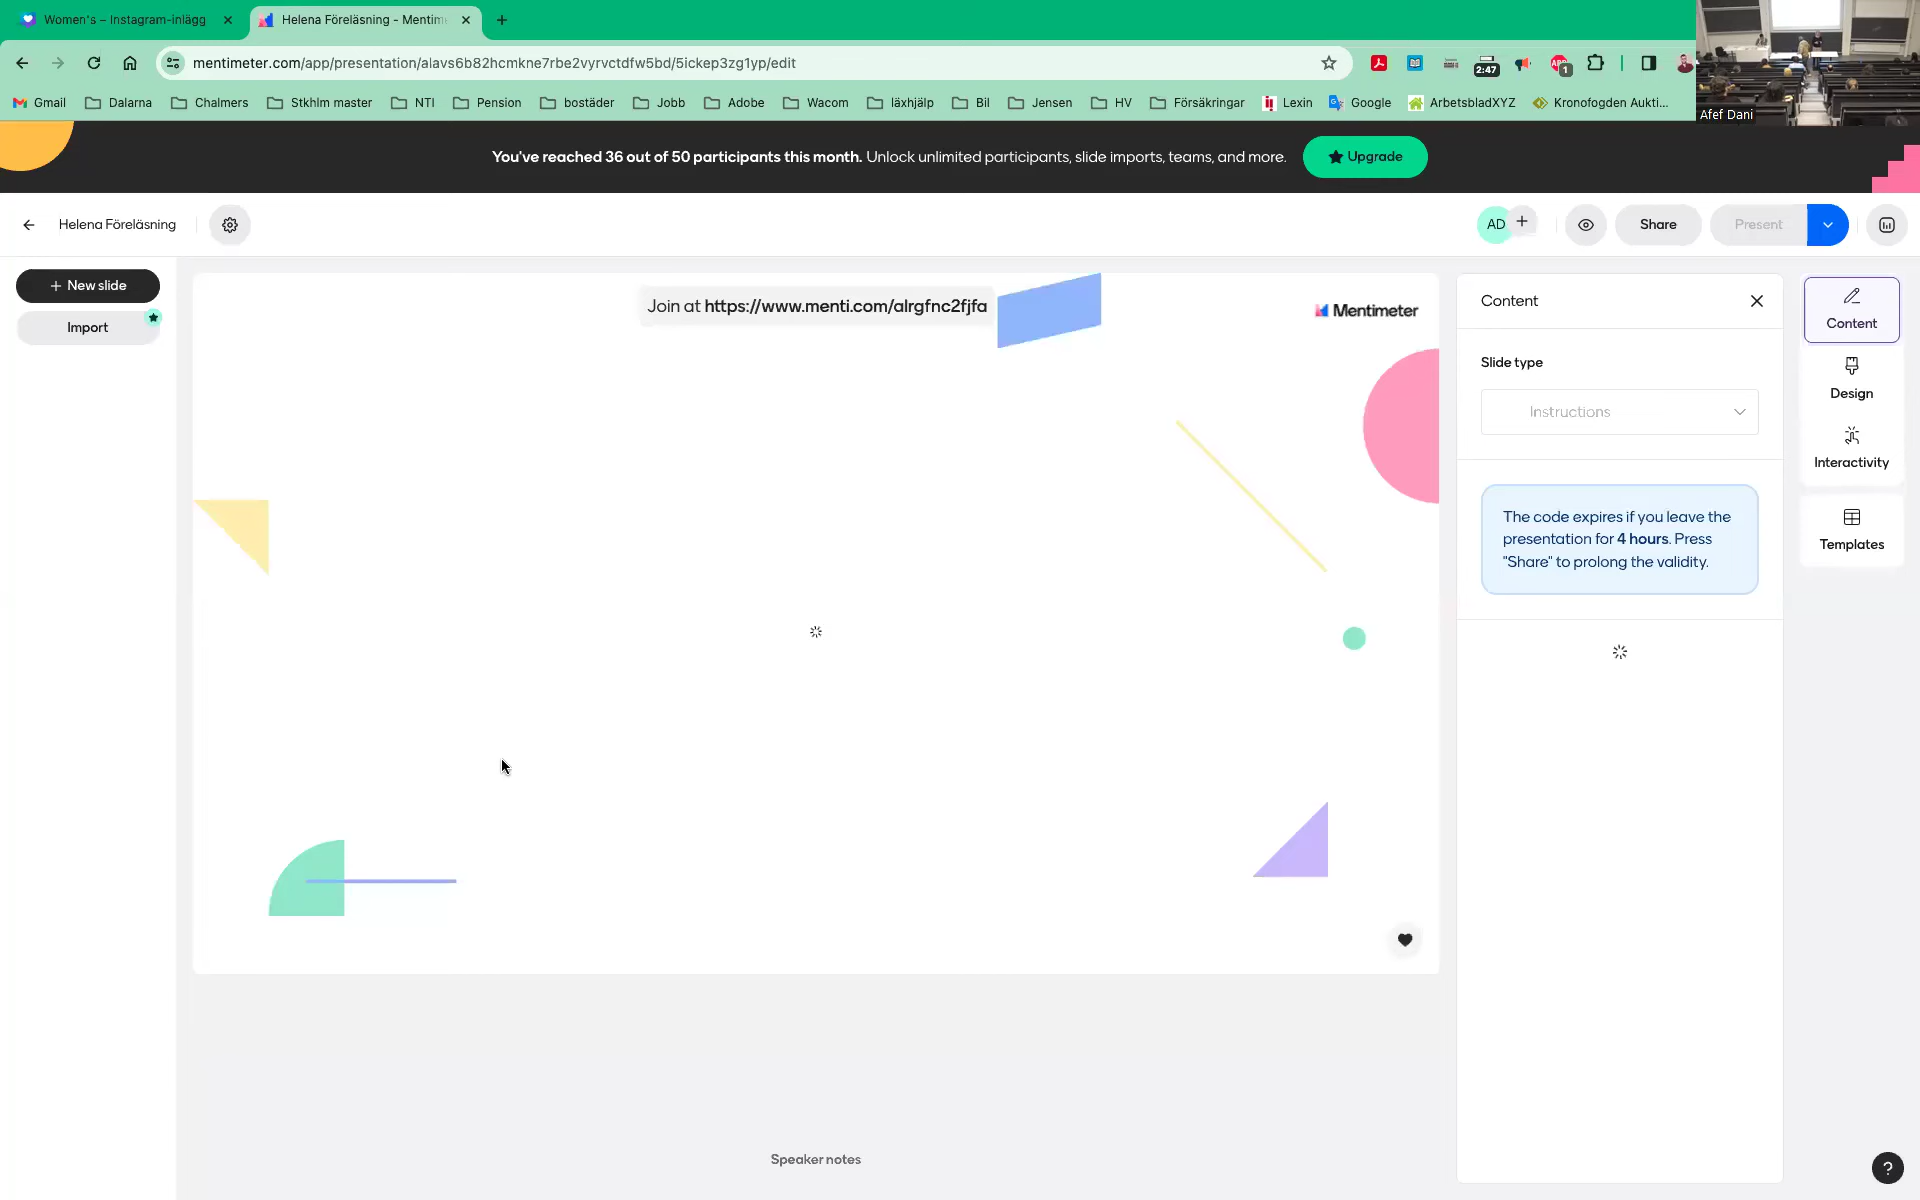 Women's – Instagram-inlägg
Helena Föreläsning - Mentim
mentimeter.com/app/presentation/alavs6b82hcmkne7rbe2vyrvctdfw5bd/5ickep3zg1yp/edit
2:47
1
Gmail
Dalarna
Chalmers
Stkhlm master
NTI
Pension
bostäder
Jobb
Adobe
Wacom
läxhjälp
Bil
Jensen
HV
Försäkringar
Lexin
Google
ArbetsbladXYZ
Kronofogden Aukti...
Afef Dani
You've reached 36 out of 50 participants this month. Unlock unlimited participants, slide imports, teams, and more.
Upgrade
Helena Föreläsning
AD
Share
Present
New slide
Import
Join at https://www.menti.com/alrgfnc2fjfa
Mentimeter
Content
Slide type
Instructions
The code expires if you leave the
presentation for 4 hours. Press
"Share" to prolong the validity.
Content
Design
Interactivity
Templates
Speaker notes
?